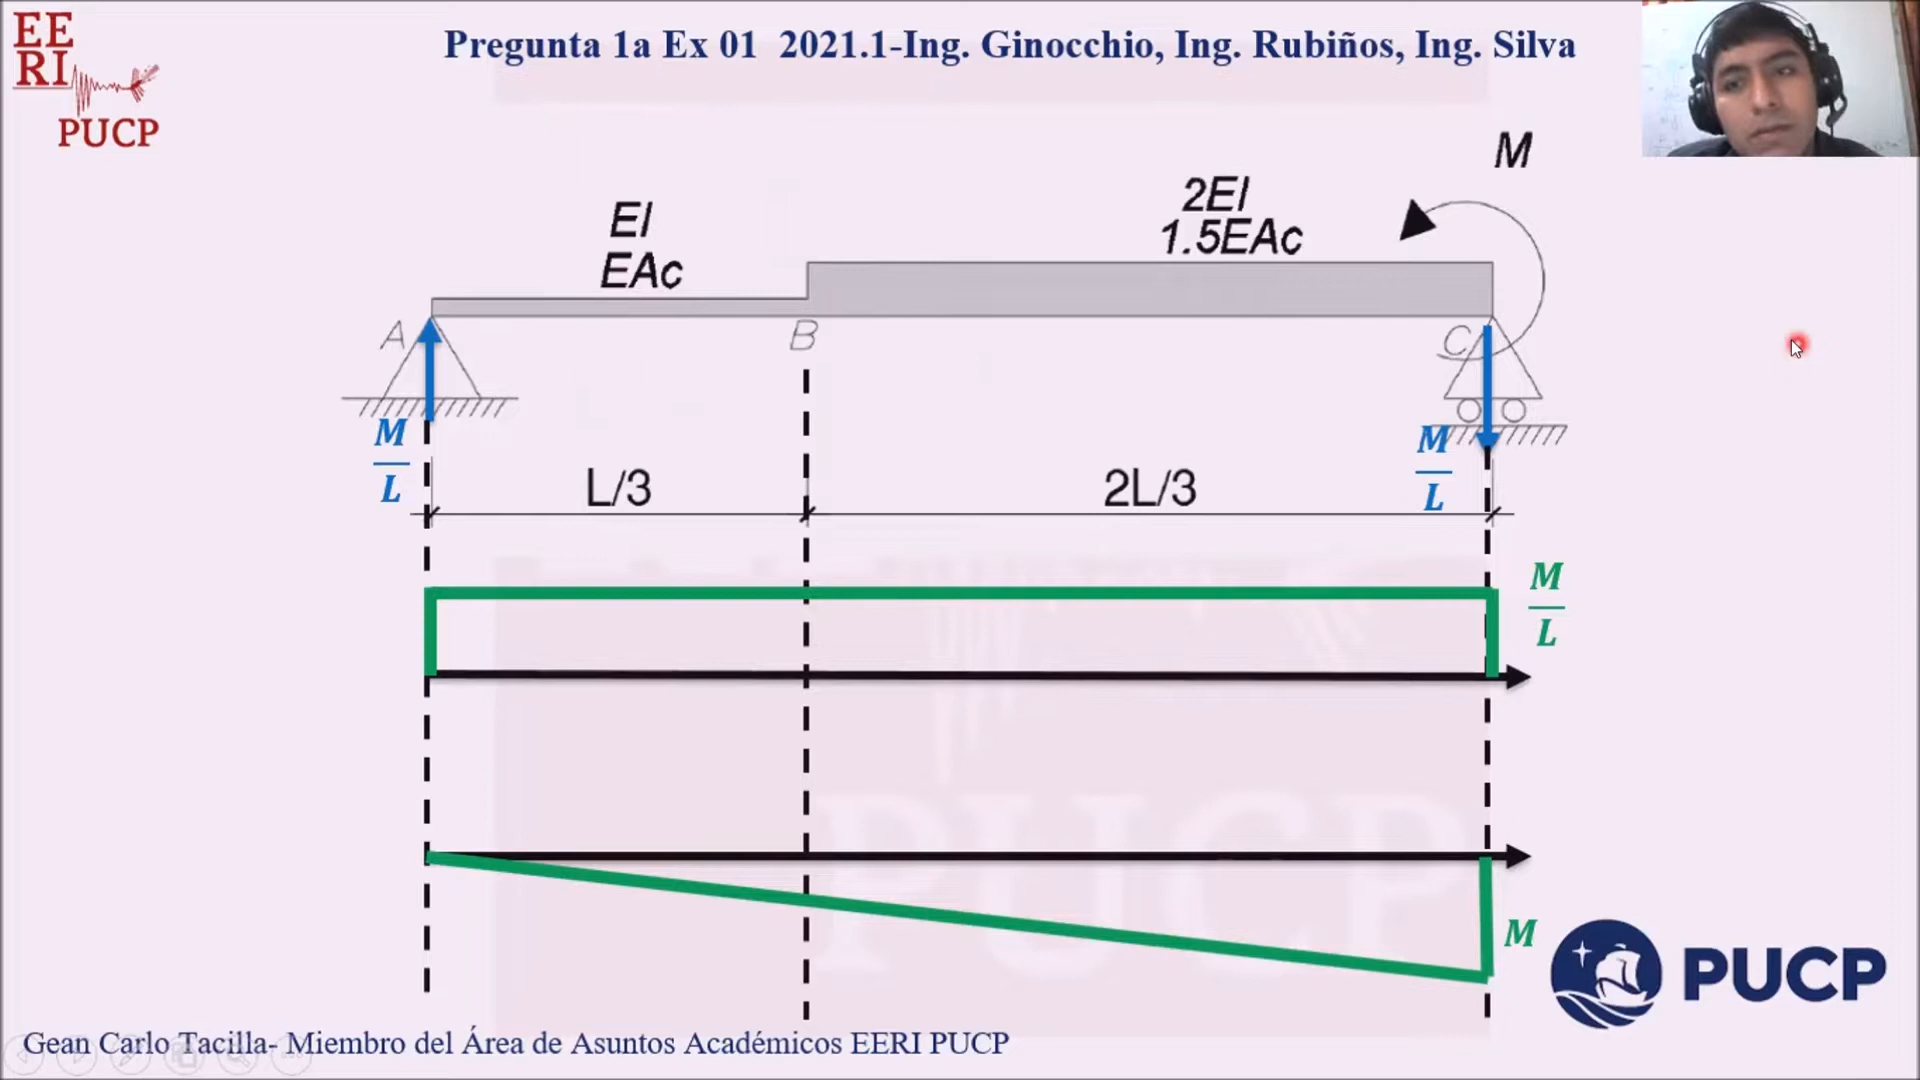 EE
RI
PUCP
Pregunta 1a Ex 01 2021.1-Ing. Ginocchio, Ing. Rubiños, Ing. Silva
M
EI
EAc
2EI
1.5EAc
A
B
C
M
L
M
L
L/3
2L/3
M
L
PUCP
M
PUCP
Gean Carlo Tacilla- Miembro del Área de Asuntos Académicos EERI PUCP